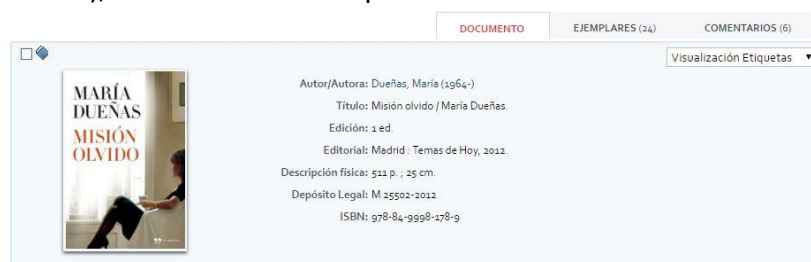 DOCUMENTO EJEMPLARES (24) COMENTARIOS (6)
Visualización Etiquetas
MARÍA
DUEÑAS
MISIÓN
OLVIDO
Autor/Autora: Dueñas, María (1964-)
Título: Misión olvido / María Dueñas.
Edición: 1 ed.
Editorial: Madrid : Temas de Hoy, 2012.
Descripción física: 511 p. ; 25 cm.
Depósito Legal: M 25502-2012
ISBN: 978-84-9998-178-9